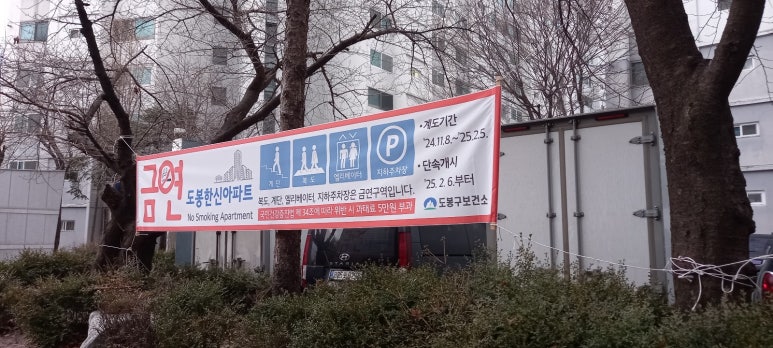 금연
도봉한신아파트
No Smoking Apartment
계 단
복 도
엘리베이터
P
지하주차장
복도, 계단, 엘리베이터, 지하주차장은 금연구역입니다.
국민건강증진법 제34조에 따라 위반 시 과태료 5만원 부과
• 계도기간
'24.11.8.~'25.2.5.
• 단속개시
'25. 2. 6.부터
도봉구보건소